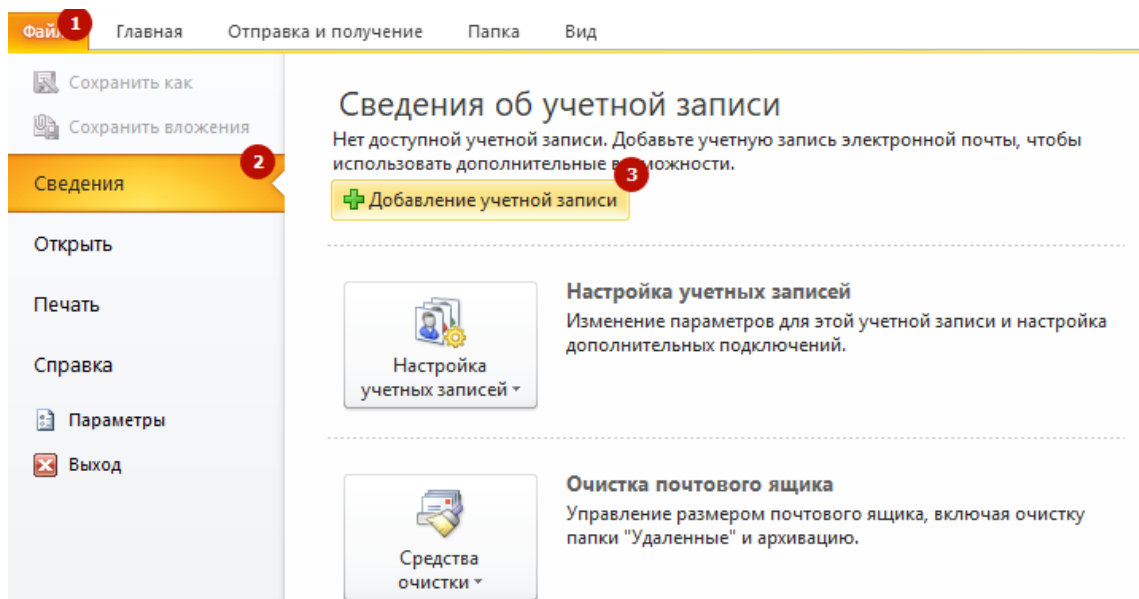 Файл 1 Главная Отправка и получение Папка Вид
Сохранить как
Сохранить вложения
Сведения 2
Открыть
Печать
Справка
Параметры
Выход
Сведения об учетной записи
Нет доступной учетной записи. Добавьте учетную запись электронной почты, чтобы
использовать дополнительные возможности.
3
Добавление учетной записи
Настройка
учетных записей
Настройка учетных записей
Изменение параметров для этой учетной записи и настройка
дополнительных подключений.
Средства
очистки
Очистка почтового ящика
Управление размером почтового ящика, включая очистку
папки "Удаленные" и архивацию.